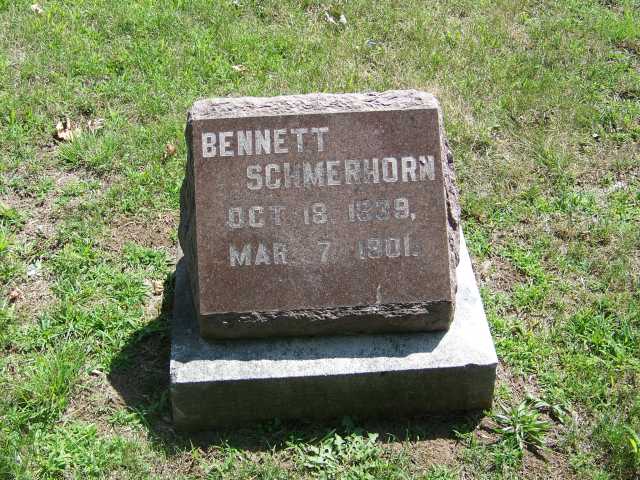 BENNETT
SCHMERHORN
OCT 18, 1839,
MAR. 7, 1901.